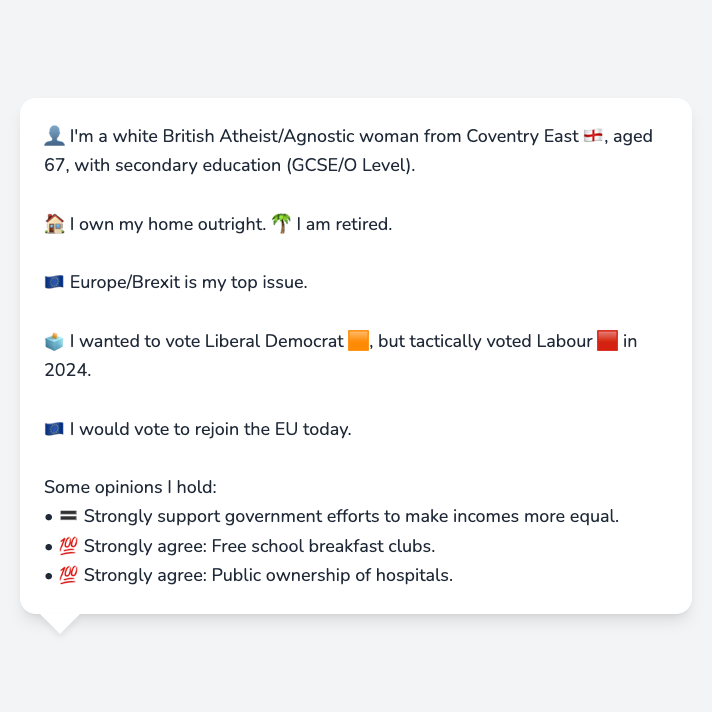 👤 I'm a white British Atheist/Agnostic woman from Coventry East 🏴󠁧󠁢󠁥󠁮󠁧󠁿, aged
67, with secondary education (GCSE/O Level).
🏠 I own my home outright. 🌴 I am retired.
🇪🇺 Europe/Brexit is my top issue.
🗳️ I wanted to vote Liberal Democrat 🟧, but tactically voted Labour 🟥 in
2024.
🇪🇺 I would vote to rejoin the EU today.
Some opinions I hold:
• 🟰 Strongly support government efforts to make incomes more equal.
• 💯 Strongly agree: Free school breakfast clubs.
• 💯 Strongly agree: Public ownership of hospitals.